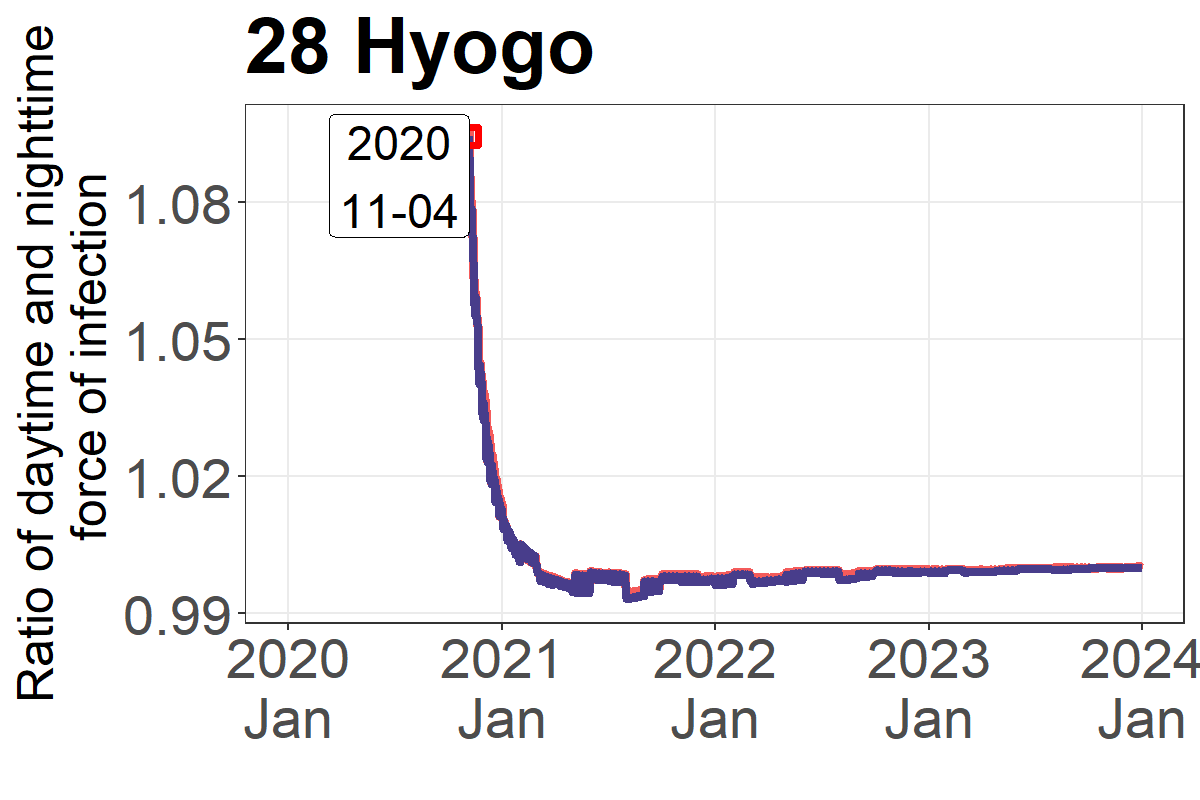 28 Hyogo
Ratio of daytime and nighttime
force of infection
2020
11-04
1.08
1.05
1.02
0.99
2020 2021 2022 2023 2024
Jan Jan Jan Jan Jan